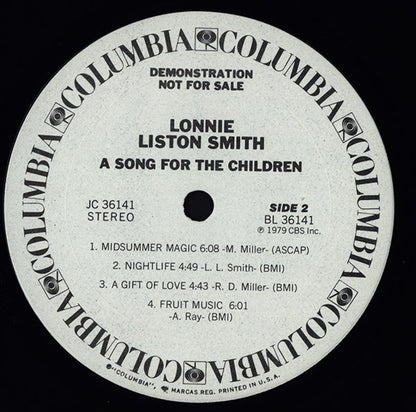 COLUMBIA COLUMBIA COLUMBIA COLUMBIA COLUMBIA COLUMBIA
DEMONSTRATION
NOT FOR SALE
LONNIE
LISTON SMITH
A SONG FOR THE CHILDREN
JC 36141
STEREO
SIDE 2
BL 36141
℗ 1979 CBS Inc.
1. MIDSUMMER MAGIC 6:08 -M. Miller- (ASCAP)
2. NIGHTLIFE 4:49 -L. L. Smith- (BMI)
3. A GIFT OF LOVE 4:43 -R. D. Miller- (BMI)
4. FRUIT MUSIC 6:01
-A. Ray- (BMI)
® "COLUMBIA", MARCAS REG. PRINTED IN U.S.A.